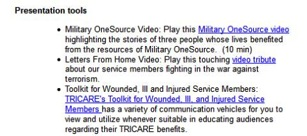 Presentation tools
• Military OneSource Video: Play this Military OneSource video
highlighting the stories of three people whose lives benefited
from the resources of Military OneSource. (10 min)
• Letters From Home Video: Play this touching video tribute
about our service members fighting in the war against
terrorism.
• Toolkit for Wounded, Ill and Injured Service Members:
TRICARE's Toolkit for Wounded, Ill, and Injured Service
Members has a variety of communication vehicles for you to
view and utilize whenever suitable in educating audiences
regarding their TRICARE benefits.